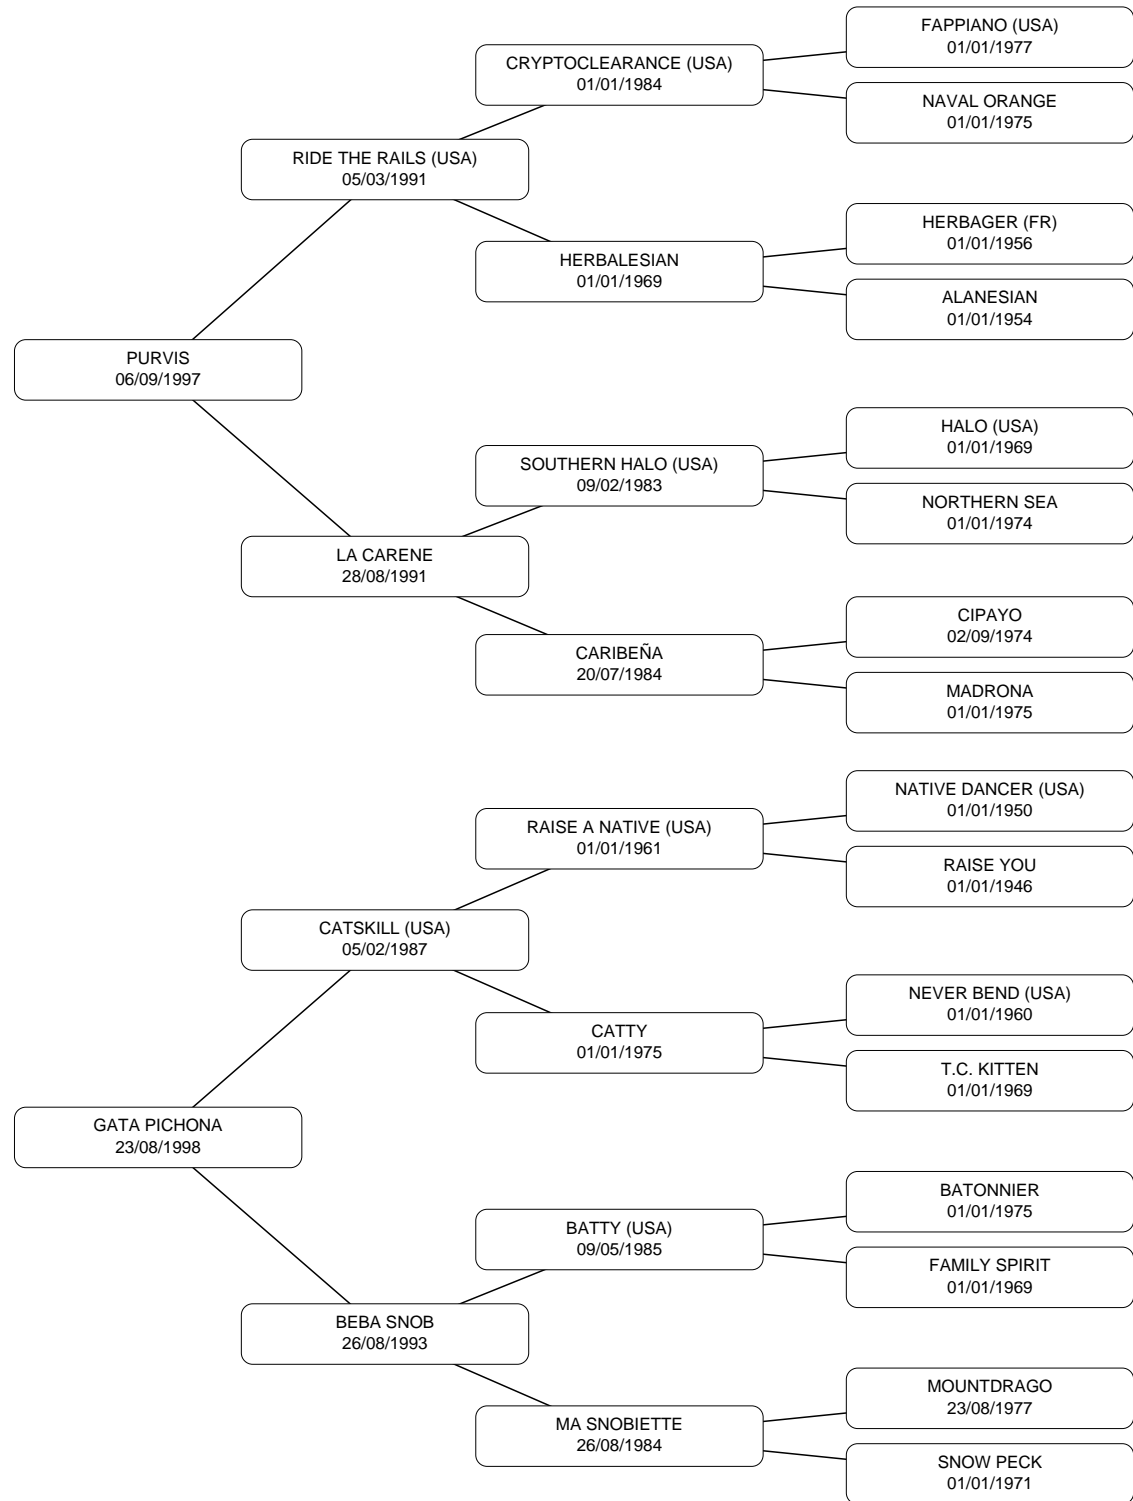 FAPPIANO (USA)
01/01/1977
CRYPTOCLEARANCE (USA)
01/01/1984
NAVAL ORANGE
01/01/1975
RIDE THE RAILS (USA)
05/03/1991
HERBAGER (FR)
01/01/1956
HERBALESIAN
01/01/1969
ALANESIAN
01/01/1954
PURVIS
06/09/1997
HALO (USA)
01/01/1969
SOUTHERN HALO (USA)
09/02/1983
NORTHERN SEA
01/01/1974
LA CARENE
28/08/1991
CIPAYO
02/09/1974
CARIBEÑA
20/07/1984
MADRONA
01/01/1975
NATIVE DANCER (USA)
01/01/1950
RAISE A NATIVE (USA)
01/01/1961
RAISE YOU
01/01/1946
CATSKILL (USA)
05/02/1987
NEVER BEND (USA)
01/01/1960
CATTY
01/01/1975
T.C. KITTEN
01/01/1969
GATA PICHONA
23/08/1998
BATONNIER
01/01/1975
BATTY (USA)
09/05/1985
FAMILY SPIRIT
01/01/1969
BEBA SNOB
26/08/1993
MOUNTDRAGO
23/08/1977
MA SNOBIETTE
26/08/1984
SNOW PECK
01/01/1971